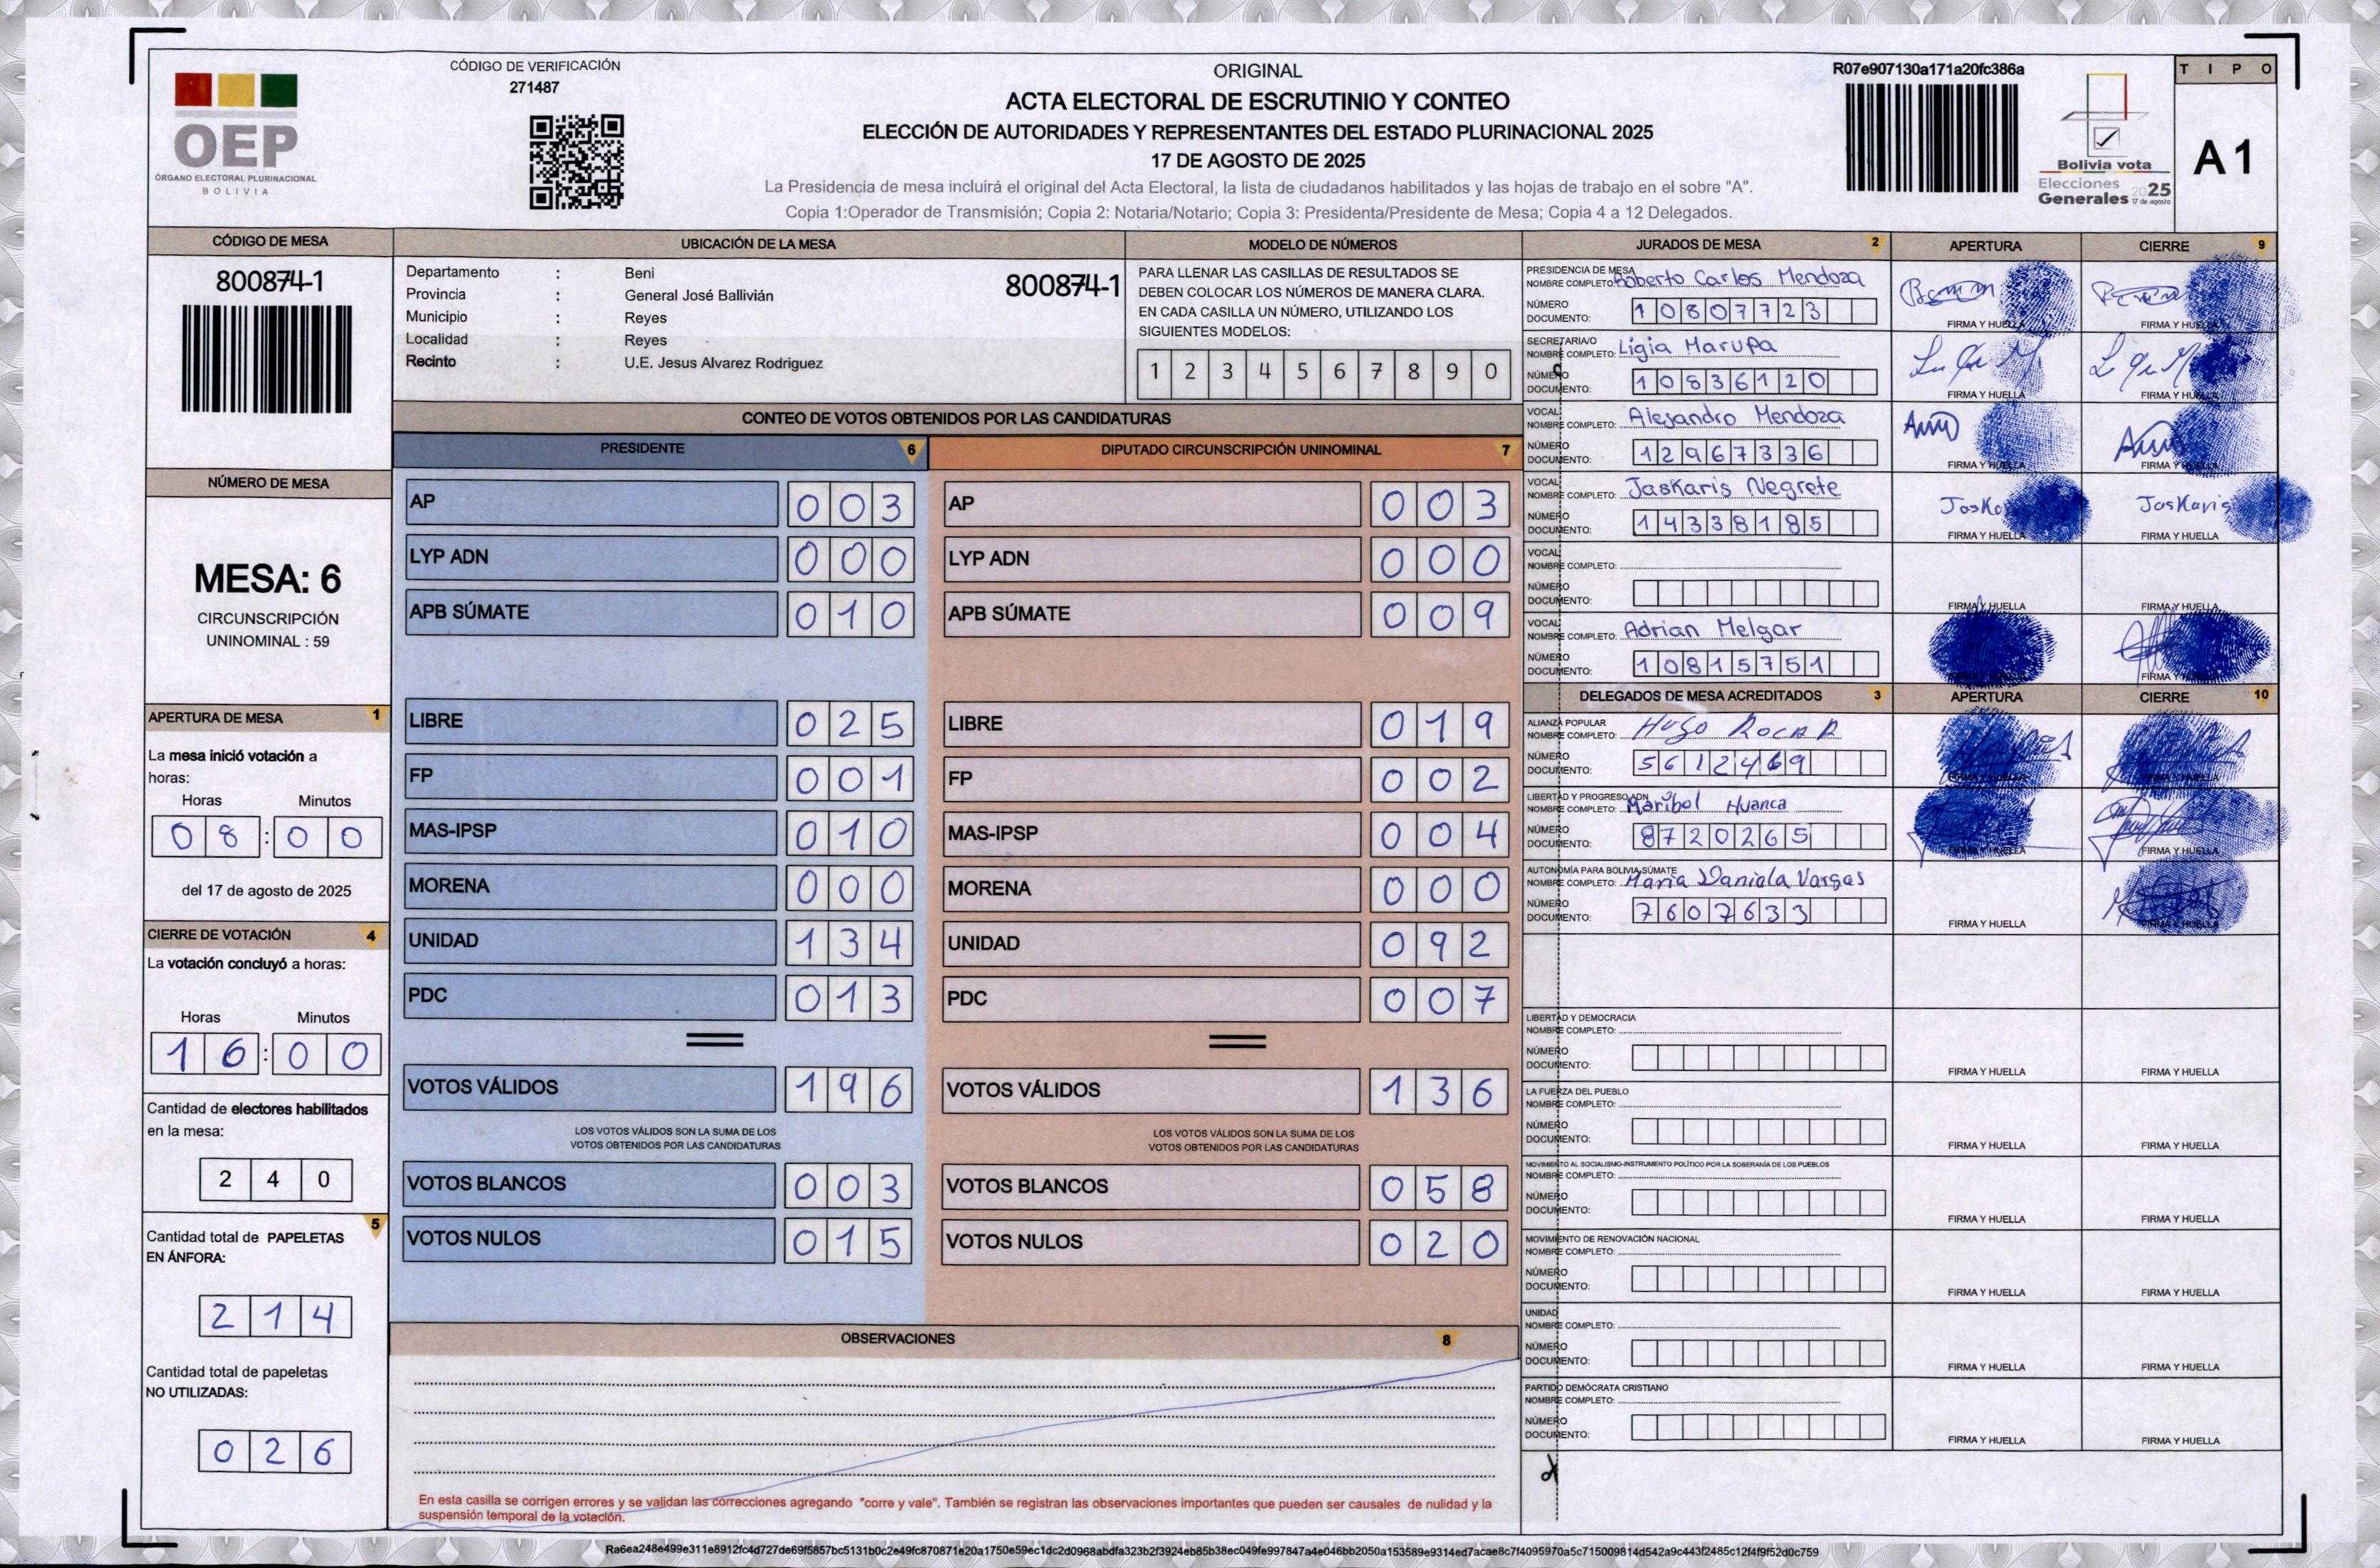 CÓDIGO DE VERIFICACIÓN
271487
OEP
ÓRGANO ELECTORAL PLURINACIONAL
BOLIVIA
ORIGINAL
ACTA ELECTORAL DE ESCRUTINIO Y CONTEO
ELECCIÓN DE AUTORIDADES Y REPRESENTANTES DEL ESTADO PLURINACIONAL 2025
17 DE AGOSTO DE 2025
La Presidencia de mesa incluirá el original del Acta Electoral, la lista de ciudadanos habilitados y las hojas de trabajo en el sobre "A".
Copia 1:Operador de Transmisión; Copia 2: Notaria/Notario; Copia 3: Presidenta/Presidente de Mesa; Copia 4 a 12 Delegados.
R07e907130a171a20fc386a
Bolivia vota
Elecciones
Generales 2025
17 de agosto
TIPO
A1
CÓDIGO DE MESA
800874-1
NÚMERO DE MESA
MESA: 6
CIRCUNSCRIPCIÓN
UNINOMINAL : 59
APERTURA DE MESA 1
La mesa inició votación a
horas:
Horas Minutos
08:00
del 17 de agosto de 2025
CIERRE DE VOTACIÓN 4
La votación concluyó a horas:
Horas Minutos
16:00
Cantidad de electores habilitados
en la mesa:
240
5
Cantidad total de PAPELETAS
EN ÁNFORA:
214
Cantidad total de papeletas
NO UTILIZADAS:
026
UBICACIÓN DE LA MESA
Departamento : Beni 800874-1
Provincia : General José Ballivián
Municipio : Reyes
Localidad : Reyes
Recinto : U.E. Jesus Alvarez Rodriguez
MODELO DE NÚMEROS
PARA LLENAR LAS CASILLAS DE RESULTADOS SE
DEBEN COLOCAR LOS NÚMEROS DE MANERA CLARA.
EN CADA CASILLA UN NÚMERO, UTILIZANDO LOS
SIGUIENTES MODELOS:
1 2 3 4 5 6 7 8 9 0
CONTEO DE VOTOS OBTENIDOS POR LAS CANDIDATURAS
PRESIDENTE 6
AP 003
LYP ADN 000
APB SÚMATE 010
LIBRE 025
FP 001
MAS-IPSP 010
MORENA 000
UNIDAD 134
PDC 013
VOTOS VÁLIDOS 196
LOS VOTOS VÁLIDOS SON LA SUMA DE LOS
VOTOS OBTENIDOS POR LAS CANDIDATURAS
VOTOS BLANCOS 003
VOTOS NULOS 015
DIPUTADO CIRCUNSCRIPCIÓN UNINOMINAL 7
AP 003
LYP ADN 000
APB SÚMATE 009
LIBRE 019
FP 002
MAS-IPSP 004
MORENA 000
UNIDAD 092
PDC 007
VOTOS VÁLIDOS 136
LOS VOTOS VÁLIDOS SON LA SUMA DE LOS
VOTOS OBTENIDOS POR LAS CANDIDATURAS
VOTOS BLANCOS 058
VOTOS NULOS 020
OBSERVACIONES 8
En esta casilla se corrigen errores y se validan las correcciones agregando "corre y vale". También se registran las observaciones importantes que pueden ser causales de nulidad y la
suspensión temporal de la votación.
JURADOS DE MESA 2 APERTURA CIERRE 9
PRESIDENCIA DE MESA
NOMBRE COMPLETO: Roberto Carlos Mendoza
NÚMERO
DOCUMENTO: 10807723
FIRMA Y HUELLA FIRMA Y HUELLA
SECRETARIA/O
NOMBRE COMPLETO: Ligia Marupa
NÚMERO
DOCUMENTO: 10836120
FIRMA Y HUELLA FIRMA Y HUELLA
VOCAL
NOMBRE COMPLETO: Alejandro Mendoza
NÚMERO
DOCUMENTO: 12967336
FIRMA Y HUELLA FIRMA Y HUELLA
VOCAL
NOMBRE COMPLETO: Jaskaris Negrete
NÚMERO
DOCUMENTO: 14338185
Jaskaris
FIRMA Y HUELLA FIRMA Y HUELLA
VOCAL
NOMBRE COMPLETO:
NÚMERO
DOCUMENTO:
FIRMA Y HUELLA FIRMA Y HUELLA
VOCAL
NOMBRE COMPLETO: Adrian Melgar
NÚMERO
DOCUMENTO: 10815751
FIRMA Y HUELLA
DELEGADOS DE MESA ACREDITADOS 3 APERTURA CIERRE 10
ALIANZA POPULAR
NOMBRE COMPLETO: Hugo Roca R
NÚMERO
DOCUMENTO: 5612469
FIRMA Y HUELLA FIRMA Y HUELLA
LIBERTAD Y PROGRESO ADN
NOMBRE COMPLETO: Maribol Huanca
NÚMERO
DOCUMENTO: 8720265
FIRMA Y HUELLA FIRMA Y HUELLA
AUTONOMÍA PARA BOLIVIA SÚMATE
NOMBRE COMPLETO: Maria Daniela Vargas
NÚMERO
DOCUMENTO: 7607633
FIRMA Y HUELLA FIRMA Y HUELLA
LIBERTAD Y DEMOCRACIA
NOMBRE COMPLETO:
NÚMERO
DOCUMENTO:
FIRMA Y HUELLA FIRMA Y HUELLA
LA FUERZA DEL PUEBLO
NOMBRE COMPLETO:
NÚMERO
DOCUMENTO:
FIRMA Y HUELLA FIRMA Y HUELLA
MOVIMIENTO AL SOCIALISMO-INSTRUMENTO POLÍTICO POR LA SOBERANÍA DE LOS PUEBLOS
NOMBRE COMPLETO:
NÚMERO
DOCUMENTO:
FIRMA Y HUELLA FIRMA Y HUELLA
MOVIMIENTO DE RENOVACIÓN NACIONAL
NOMBRE COMPLETO:
NÚMERO
DOCUMENTO:
FIRMA Y HUELLA FIRMA Y HUELLA
UNIDAD
NOMBRE COMPLETO:
NÚMERO
DOCUMENTO:
FIRMA Y HUELLA FIRMA Y HUELLA
PARTIDO DEMÓCRATA CRISTIANO
NOMBRE COMPLETO:
NÚMERO
DOCUMENTO:
FIRMA Y HUELLA FIRMA Y HUELLA